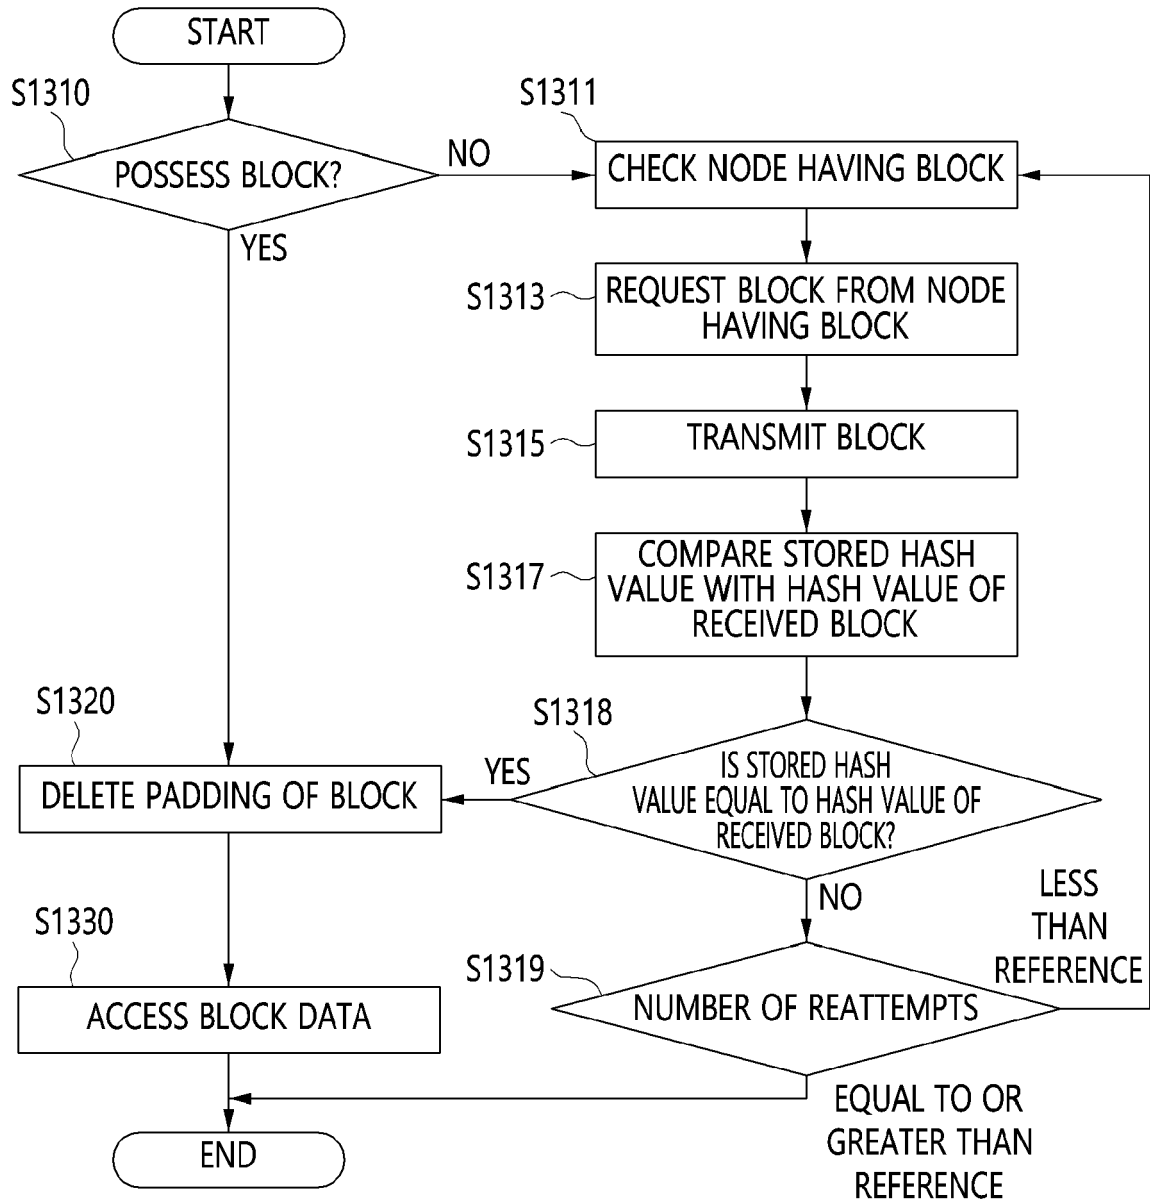 START
S1310
POSSESS BLOCK?
NO
YES
S1311
CHECK NODE HAVING BLOCK
S1313
REQUEST BLOCK FROM NODE
HAVING BLOCK
S1315
TRANSMIT BLOCK
S1317
COMPARE STORED HASH
VALUE WITH HASH VALUE OF
RECEIVED BLOCK
S1318
IS STORED HASH
VALUE EQUAL TO HASH VALUE OF
RECEIVED BLOCK?
YES
NO
S1319
NUMBER OF REATTEMPTS
LESS
THAN
REFERENCE
EQUAL TO OR
GREATER THAN
REFERENCE
S1320
DELETE PADDING OF BLOCK
S1330
ACCESS BLOCK DATA
END